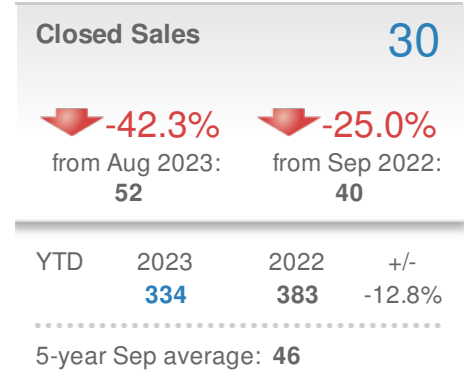 Closed Sales 30
-42.3% -25.0%
from Aug 2023: from Sep 2022:
52 40
YTD 2023 2022 +/-
334 383 -12.8%
5-year Sep average: 46